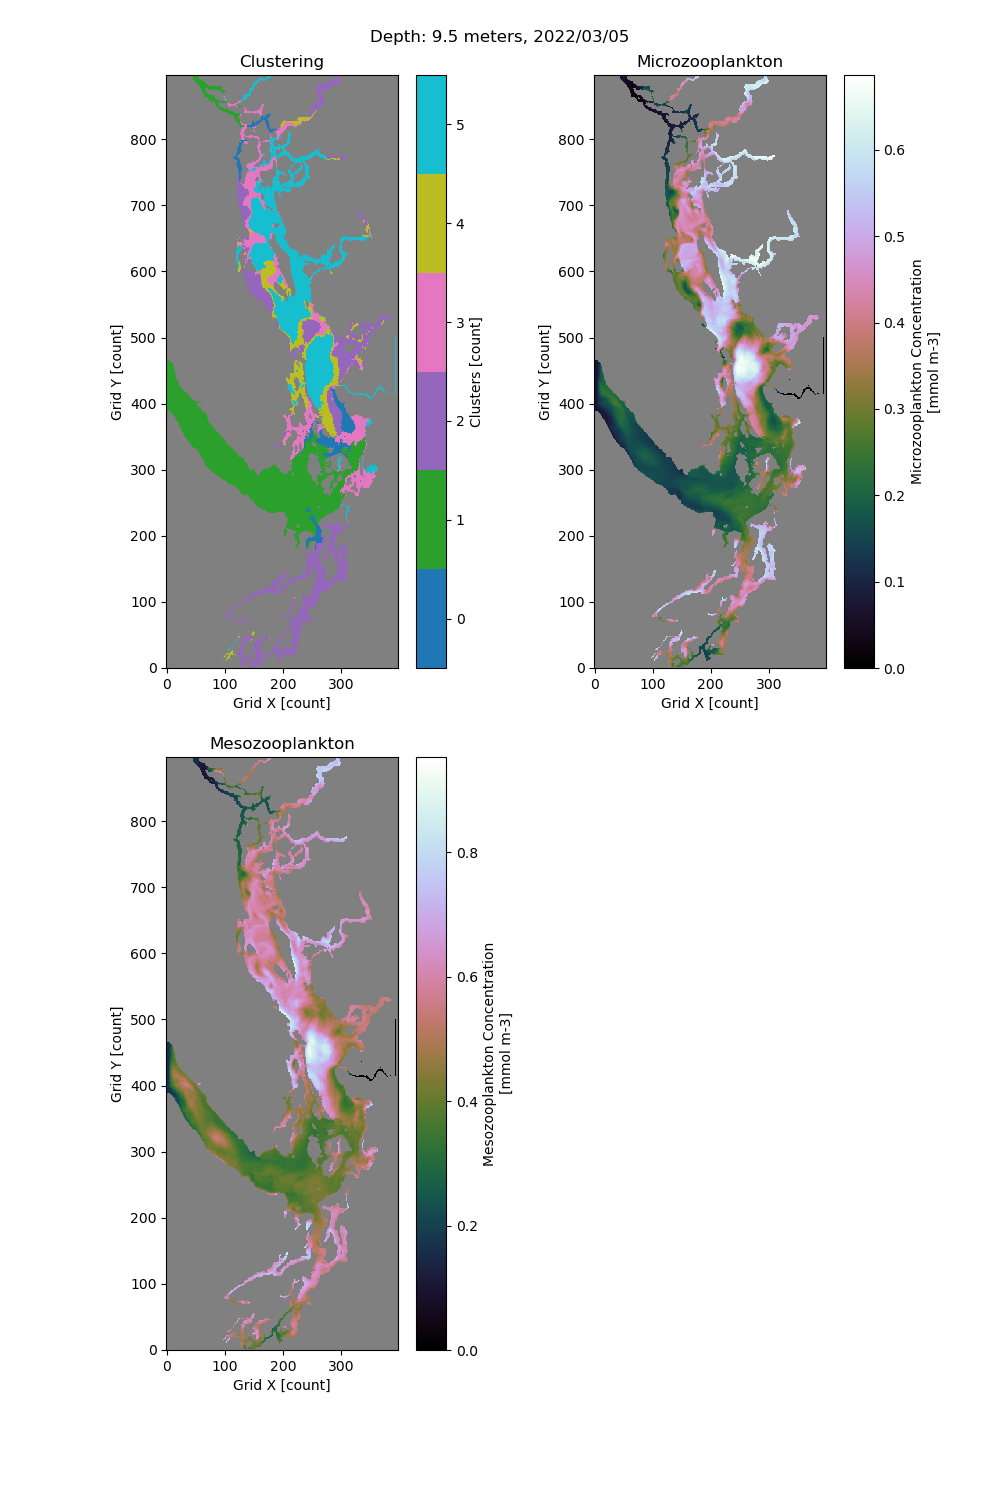 Depth: 9.5 meters, 2022/03/05
Clustering
Grid Y [count]
800
700
600
500
400
300
200
100
0
0 100 200 300
Grid X [count]
5
4
3
2
1
0
Clusters [count]
Microzooplankton
Grid Y [count]
800
700
600
500
400
300
200
100
0
0 100 200 300
Grid X [count]
0.6
0.5
0.4
0.3
0.2
0.1
0.0
Microzooplankton Concentration
[mmol m-3]
Mesozooplankton
Grid Y [count]
800
700
600
500
400
300
200
100
0
0 100 200 300
Grid X [count]
0.8
0.6
0.4
0.2
0.0
Mesozooplankton Concentration
[mmol m-3]